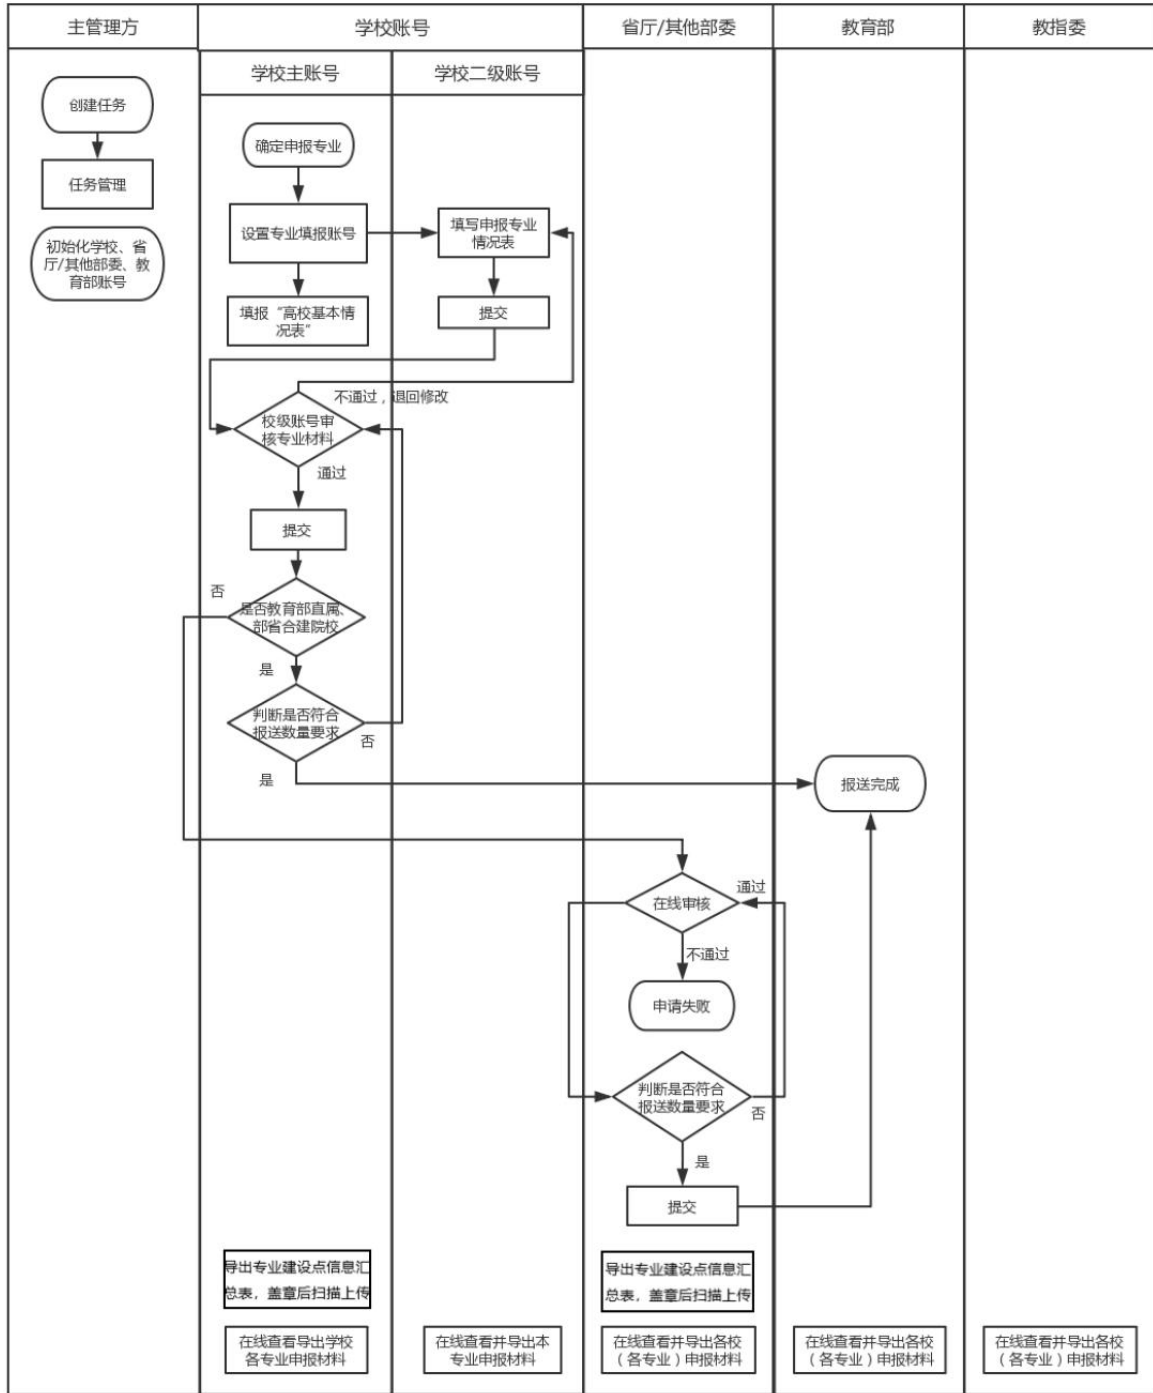 主管理方
学校账号
省厅/其他部委
教育部
教指委
学校主账号
学校二级账号
创建任务
任务管理
初始化学校、省
厅/其他部委、教
育部账号
确定申报专业
设置专业填报账号
填报“高校基本情
况表”
填写申报专业
情况表
提交
不通过，退回修改
校级账号审
核专业材料
通过
提交
否
是否教育部直属、
部省合建院校
是
判断是否符合
报送数量要求
否
是
报送完成
在线审核
通过
不通过
申请失败
判断是否符合
报送数量要求
否
是
提交
导出专业建设点信息汇
总表，盖章后扫描上传
导出专业建设点信息汇
总表，盖章后扫描上传
在线查看导出学校
各专业申报材料
在线查看并导出本
专业申报材料
在线查看并导出各校
（各专业）申报材料
在线查看并导出各校
（各专业）申报材料
在线查看并导出各校
（各专业）申报材料